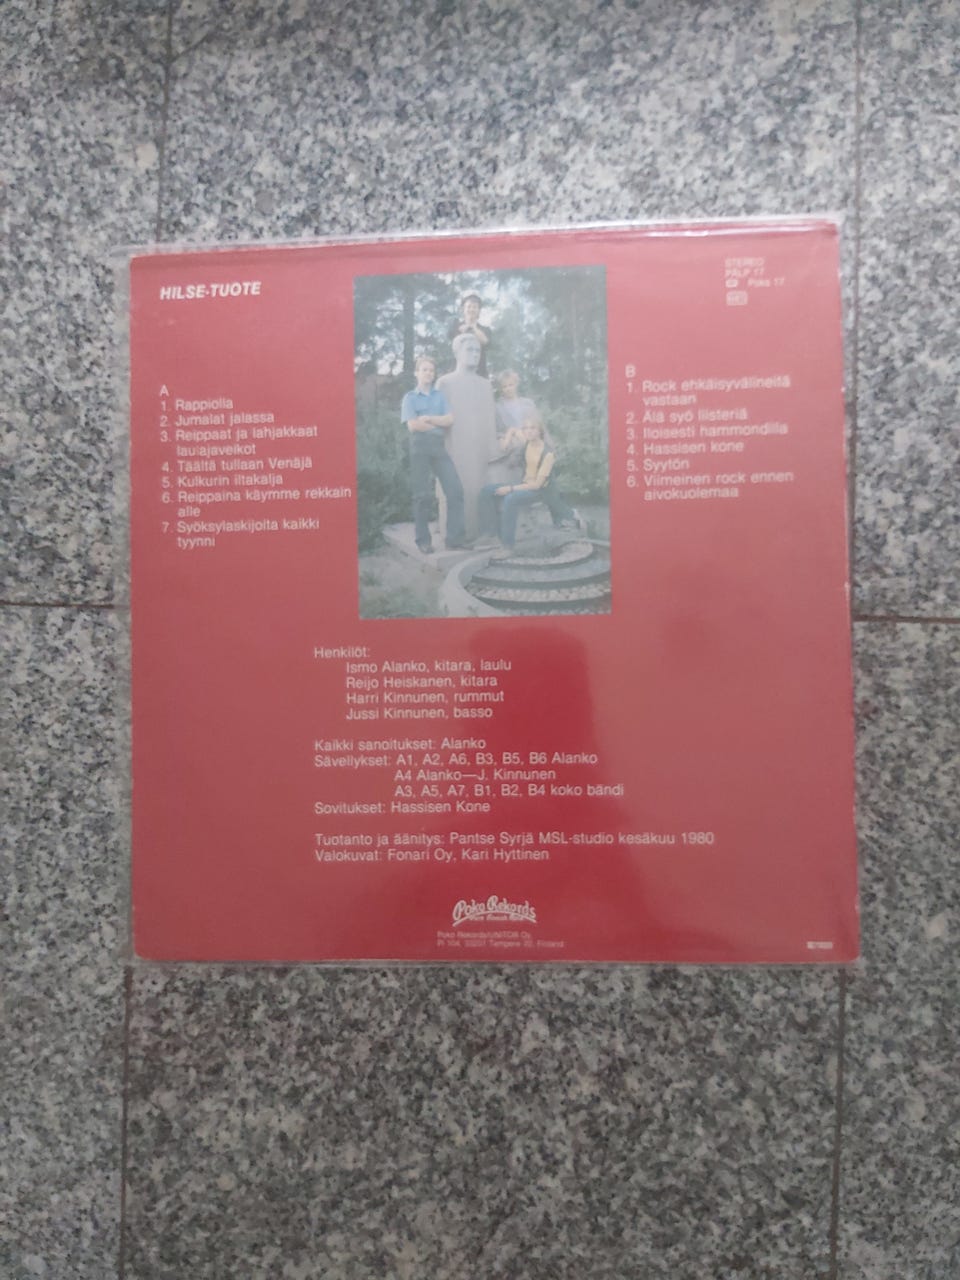 HILSE-TUOTE
STEREO
PÄLP 17
Poko 17
A
1. Rappiolla
2. Jumalat jalassa
3. Reippaat ja lahjakkaat
laulajaveikot
4. Täältä tullaan Venäjä
5. Kulkurin iltakalja
6. Reippaina käymme rekkain
alle
7. Syöksylaskijoita kaikki
tyynni
B
1. Rock ehkäisyvälineitä
vastaan
2. Älä syö liisteriä
3. Iloisesti hammondilla
4. Hassisen kone
5. Syytön
6. Viimeinen rock ennen
aivokuolemaa
Henkilöt:
Ismo Alanko, kitara, laulu
Reijo Heiskanen, kitara
Harri Kinnunen, rummut
Jussi Kinnunen, basso
Kaikki sanoitukset: Alanko
Sävellykset: A1, A2, A6, B3, B5, B6 Alanko
A4 Alanko—J. Kinnunen
A3, A5, A7, B1, B2, B4 koko bändi
Sovitukset: Hassisen Kone
Tuotanto ja äänitys: Pantse Syrjä MSL-studio kesäkuu 1980
Valokuvat: Fonari Oy, Kari Hyttinen
Poko Rekords
Poko Rekords/UNITOR Oy
Pl 104, 33201 Tampere 20, Finland